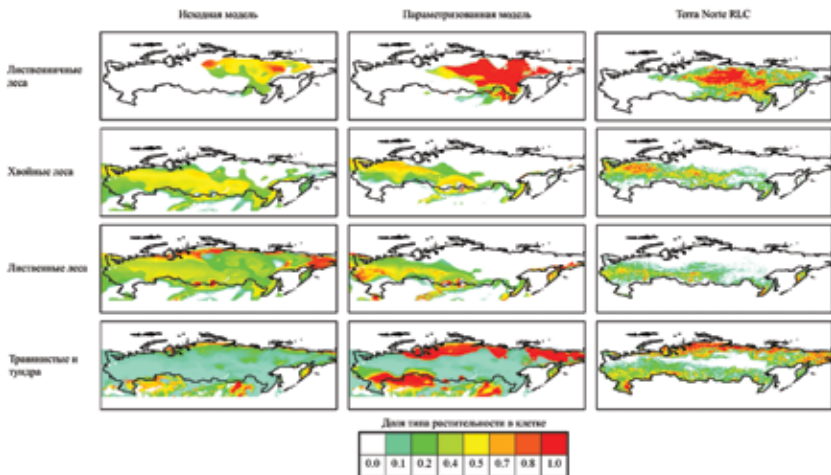 Исходная модель
Параметризованная модель
Terra Norte RLC
Лиственничные
леса
Хвойные леса
Лиственные леса
Травянистые и
тундра
Доля типа растительности в клетке
0.0 0.1 0.2 0.4 0.5 0.7 0.8 1.0